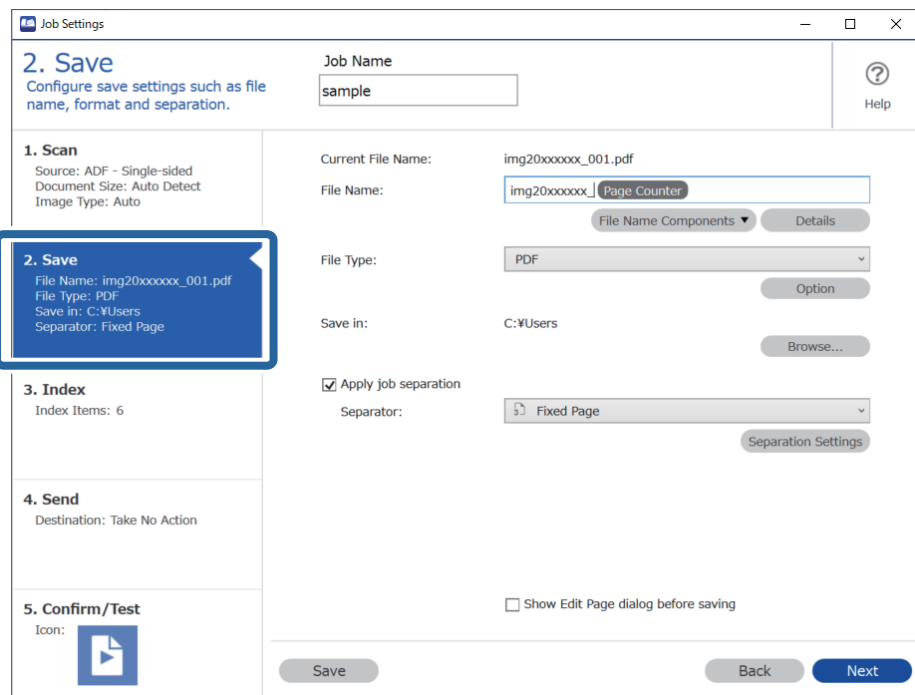 Job Settings
2. Save
Configure save settings such as file
name, format and separation.
Job Name
sample
Help
1. Scan
Source: ADF - Single-sided
Document Size: Auto Detect
Image Type: Auto
2. Save
File Name: img20xxxxxx_001.pdf
File Type: PDF
Save in: C:¥Users
Separator: Fixed Page
3. Index
Index Items: 6
4. Send
Destination: Take No Action
5. Confirm/Test
Icon:
Current File Name: img20xxxxxx_001.pdf
File Name: img20xxxxxx_ Page Counter
File Name Components ▼ Details
File Type: PDF
Option
Save in: C:¥Users
Browse...
Apply job separation
Separator: Fixed Page
Separation Settings
Show Edit Page dialog before saving
Save Back Next